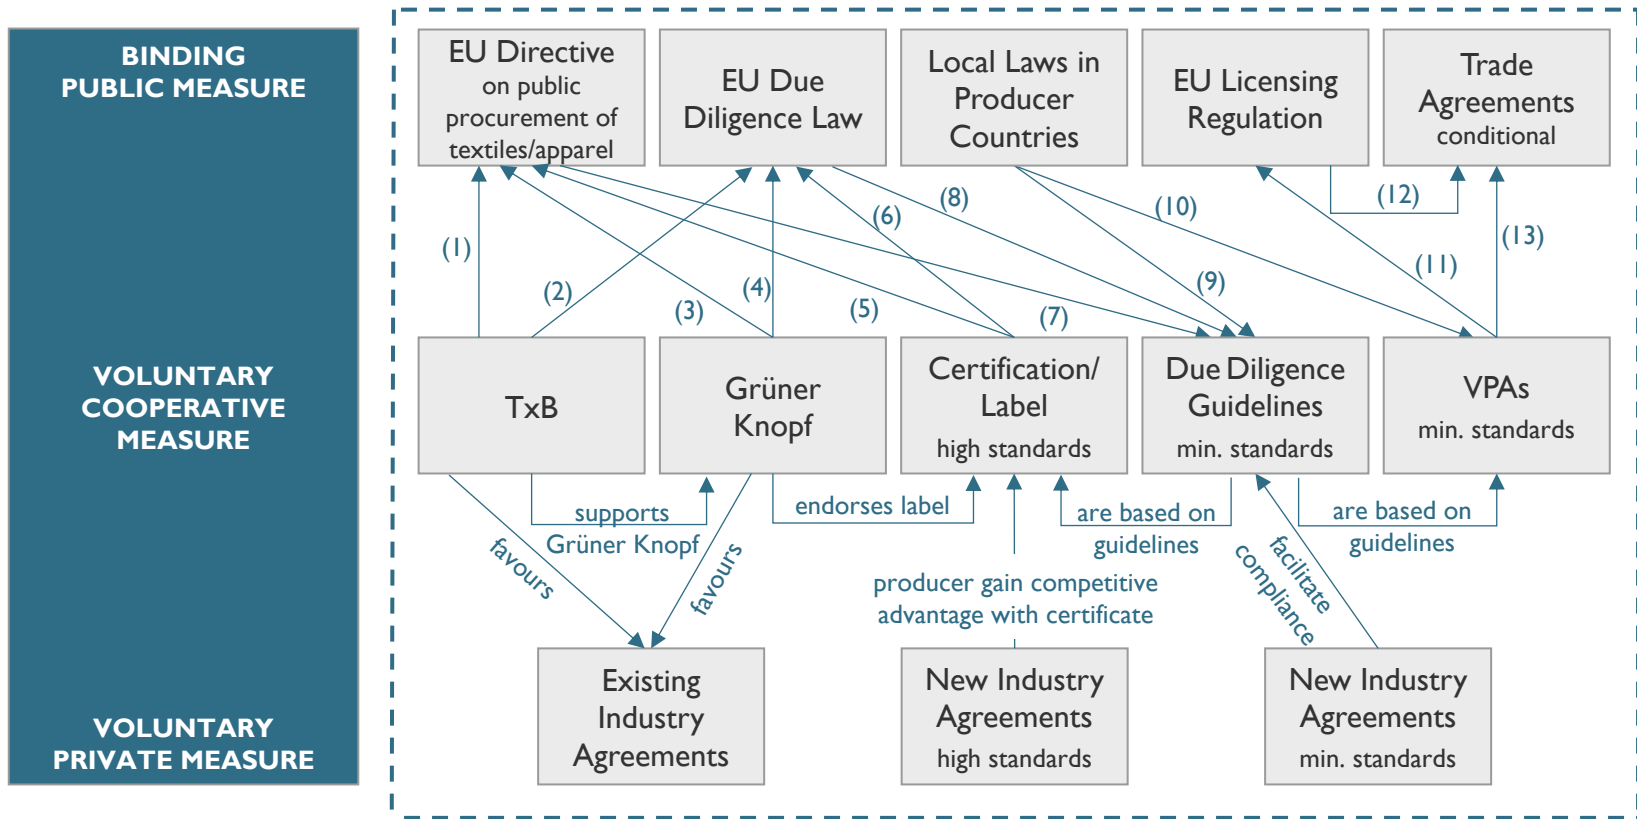 BINDING
PUBLIC MEASURE
EU Directive
on public
procurement of
textiles/apparel
EU Due
Diligence Law
Local Laws in
Producer
Countries
EU Licensing
Regulation
Trade
Agreements
conditional
(1)
(2)
(3)
(4)
(5)
(6)
(7)
(8)
(9)
(10)
(11)
(12)
(13)
VOLUNTARY
COOPERATIVE
MEASURE
TxB
Grüner
Knopf
Certification/
Label
high standards
Due Diligence
Guidelines
min. standards
VPAs
min. standards
supports
Grüner Knopf
endorses label
are based on
guidelines
are based on
guidelines
favours
favours
producer gain competitive
advantage with certificate
facilitate
compliance
VOLUNTARY
PRIVATE MEASURE
Existing
Industry
Agreements
New Industry
Agreements
high standards
New Industry
Agreements
min. standards